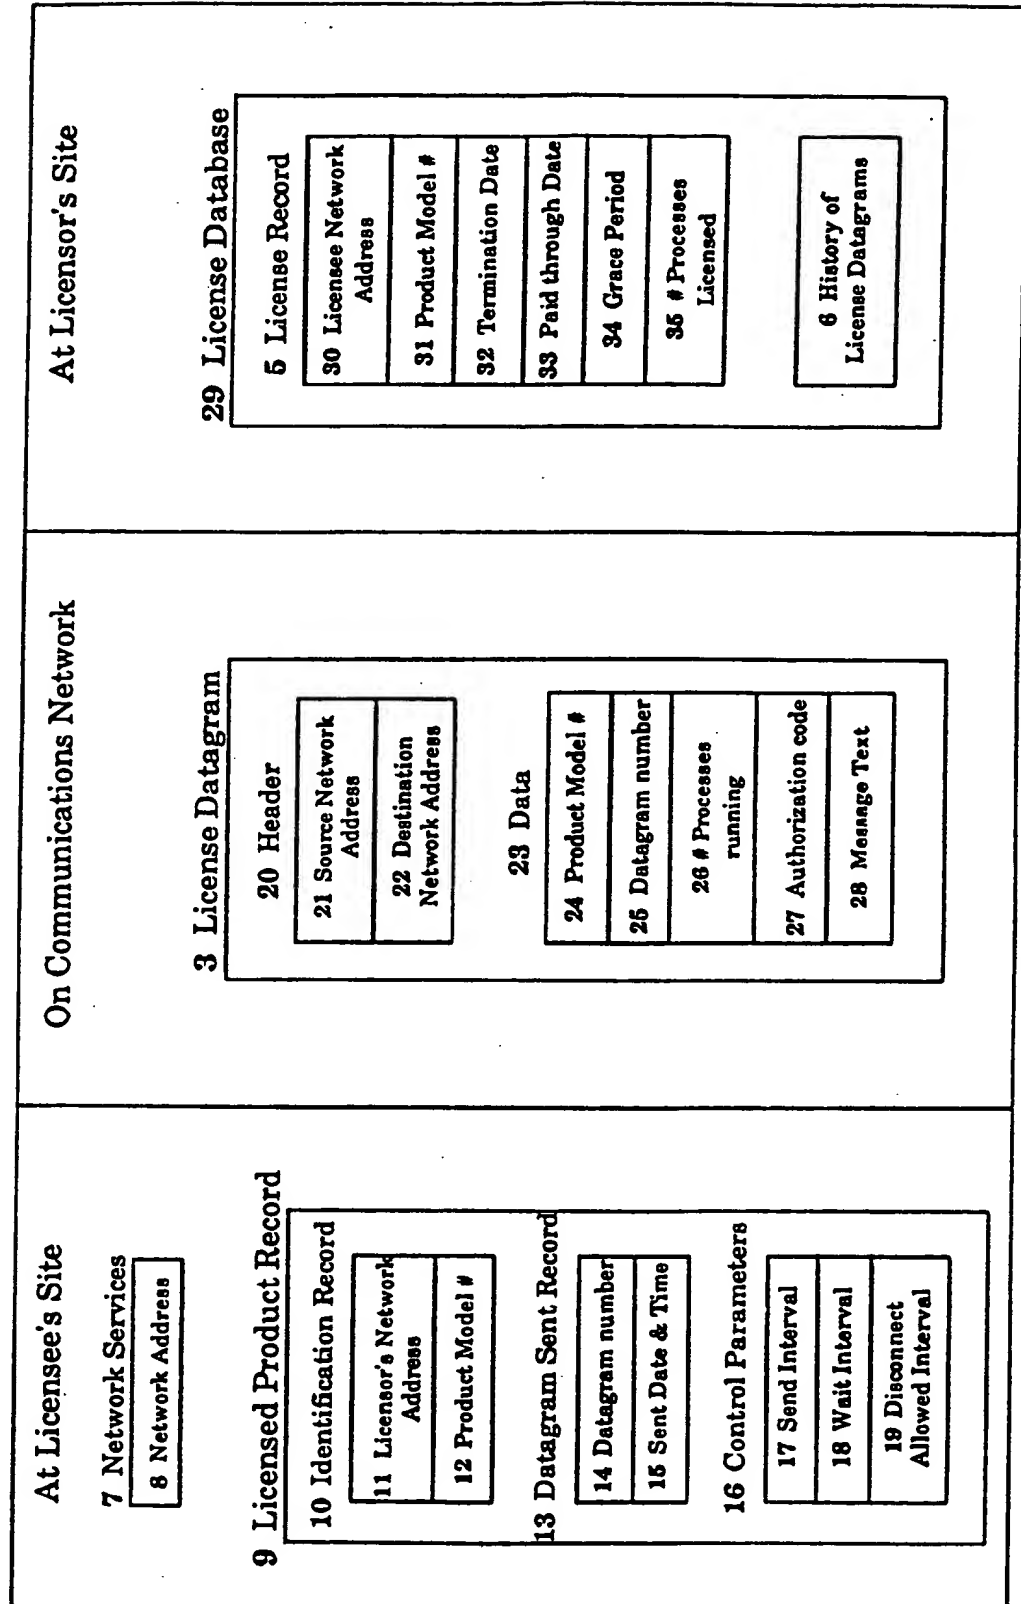 At Licensee's Site
7 Network Services
8 Network Address
9 Licensed Product Record
10 Identification Record
11 Licensor's Network
Address
12 Product Model #
13 Datagram Sent Record
14 Datagram number
15 Sent Date & Time
16 Control Parameters
17 Send Interval
18 Wait Interval
19 Disconnect
Allowed Interval
On Communications Network
3 License Datagram
20 Header
21 Source Network
Address
22 Destination
Network Address
23 Data
24 Product Model #
25 Datagram number
26 # Processes
running
27 Authorization code
28 Message Text
At Licensor's Site
29 License Database
5 License Record
30 Licensee Network
Address
31 Product Model #
32 Termination Date
33 Paid through Date
34 Grace Period
35 # Processes
Licensed
6 History of
License Datagrams